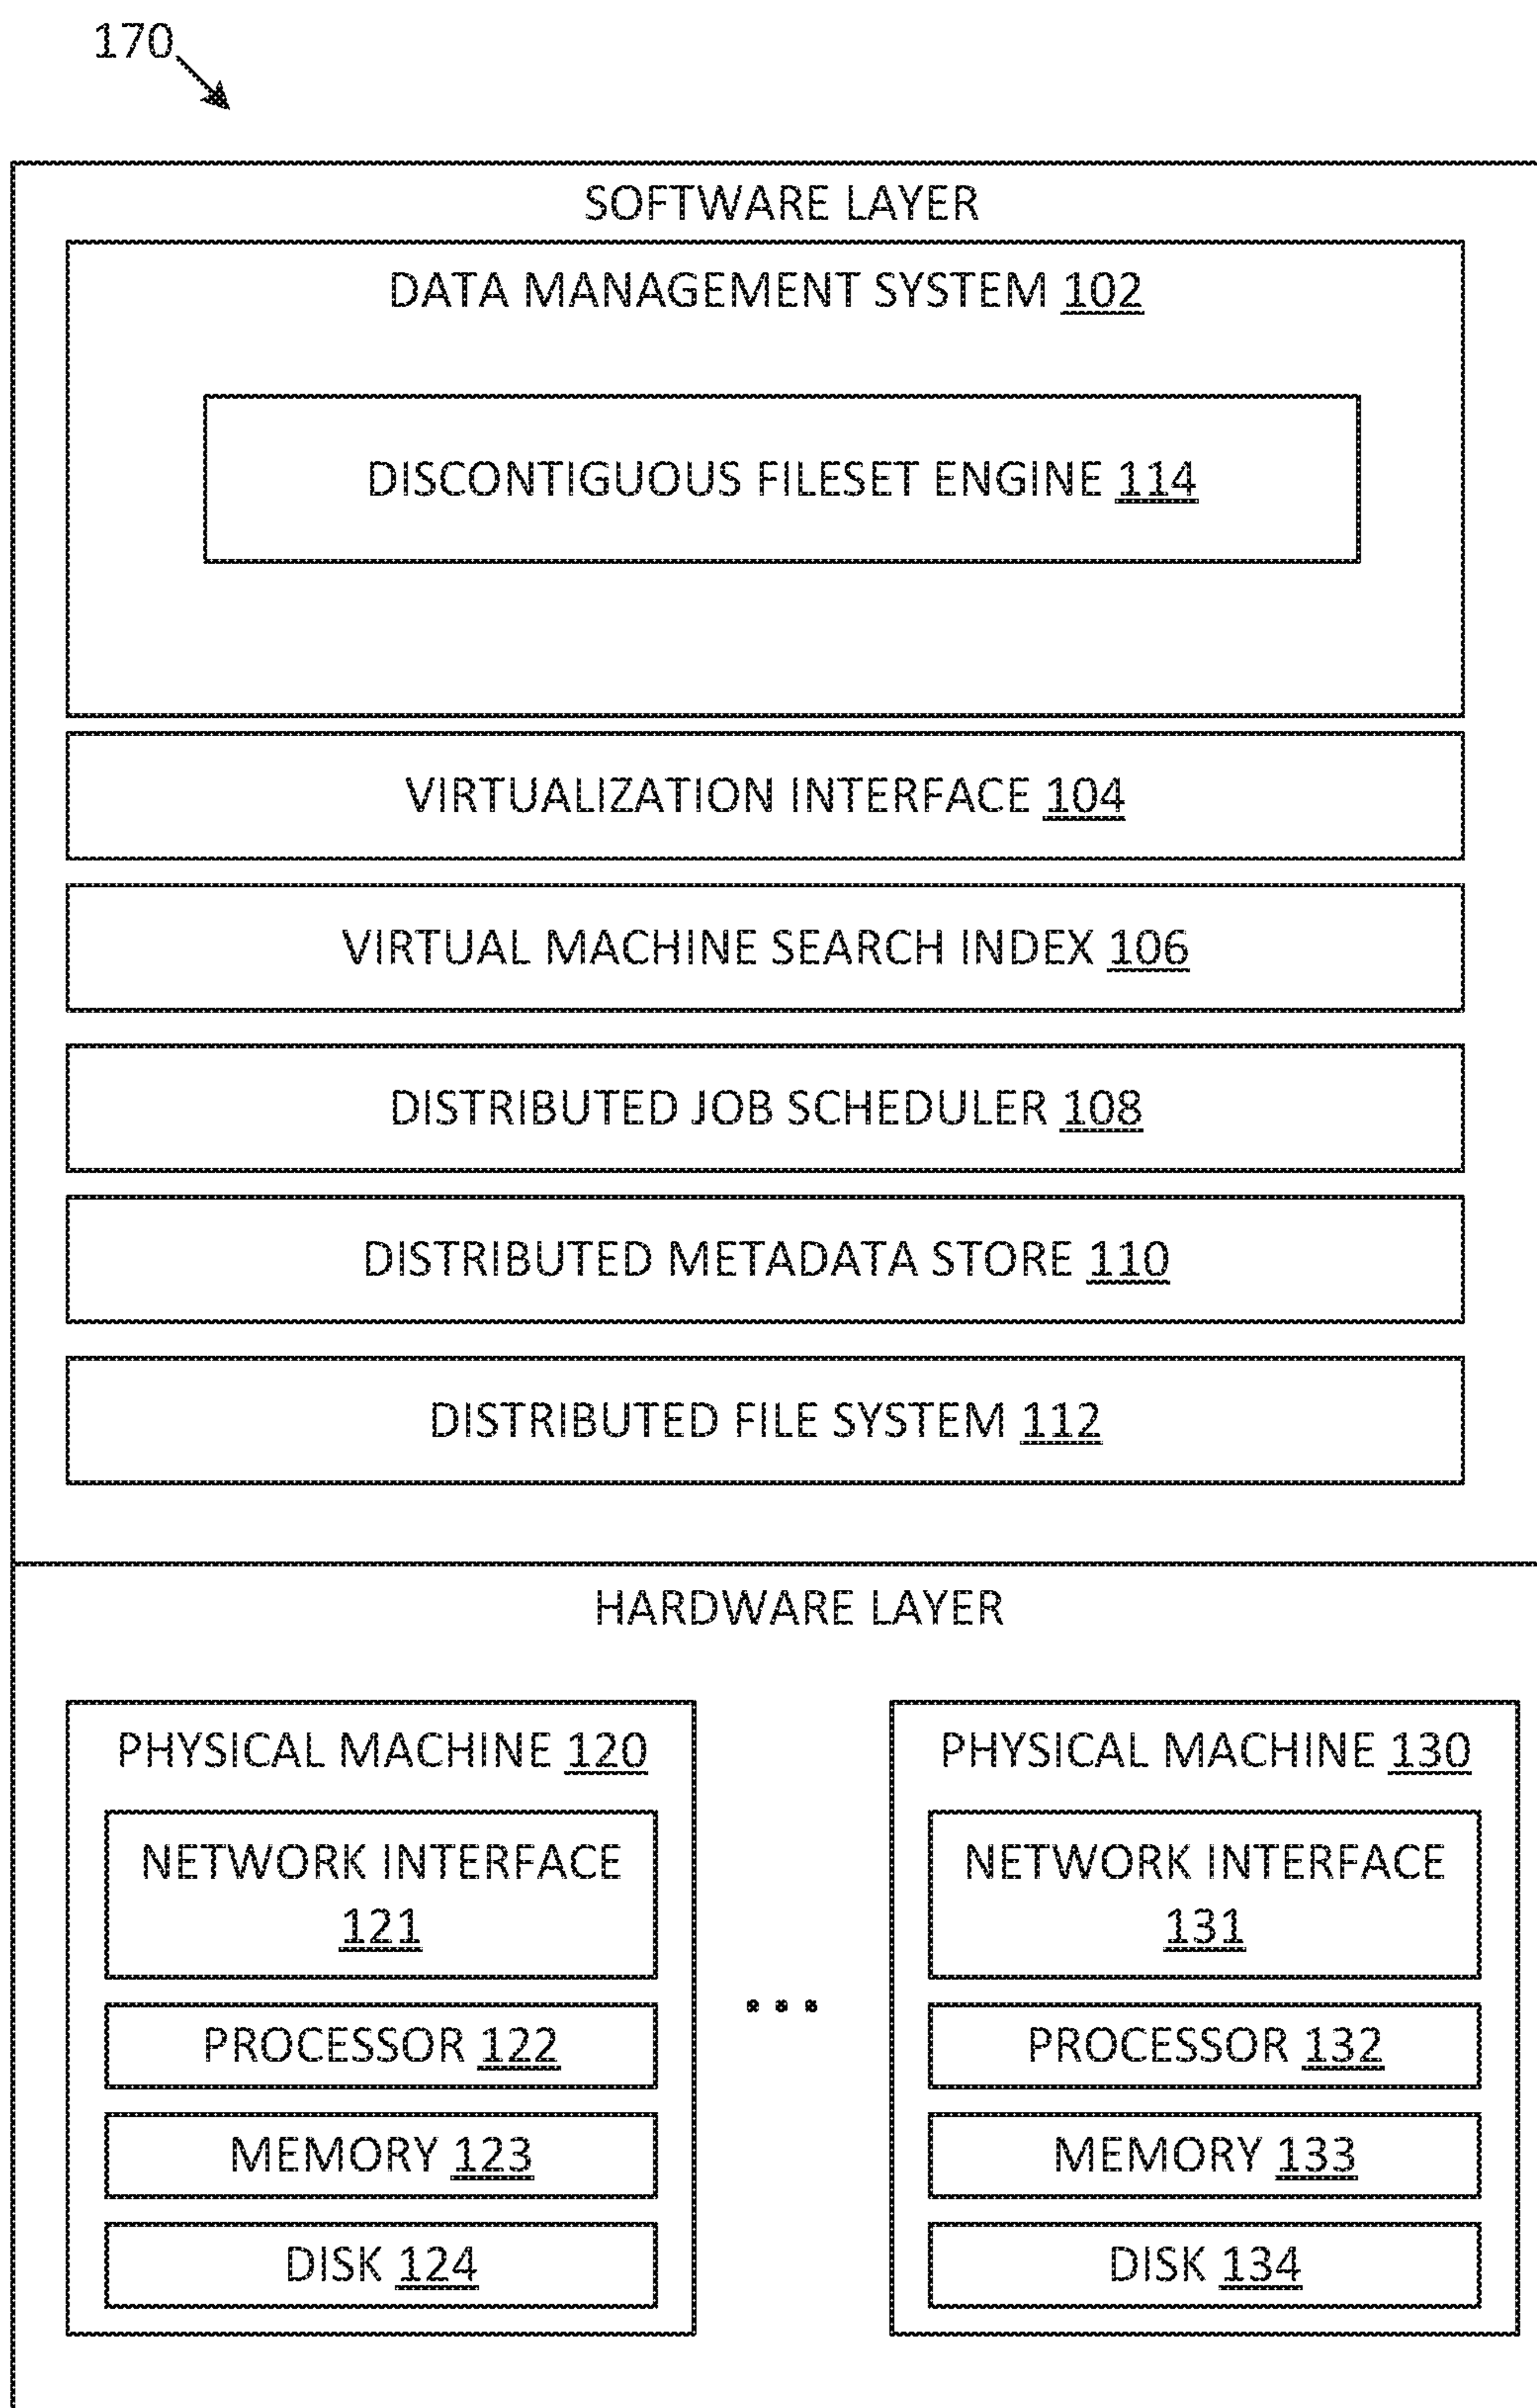 170
SOFTWARE LAYER
DATA MANAGEMENT SYSTEM 102
DISCONTIGUOUS FILESET ENGINE 114
VIRTUALIZATION INTERFACE 104
VIRTUAL MACHINE SEARCH INDEX 106
DISTRIBUTED JOB SCHEDULER 108
DISTRIBUTED METADATA STORE 110
DISTRIBUTED FILE SYSTEM 112
HARDWARE LAYER
PHYSICAL MACHINE 120
NETWORK INTERFACE
121
PROCESSOR 122
MEMORY 123
DISK 124
...
PHYSICAL MACHINE 130
NETWORK INTERFACE
131
PROCESSOR 132
MEMORY 133
DISK 134